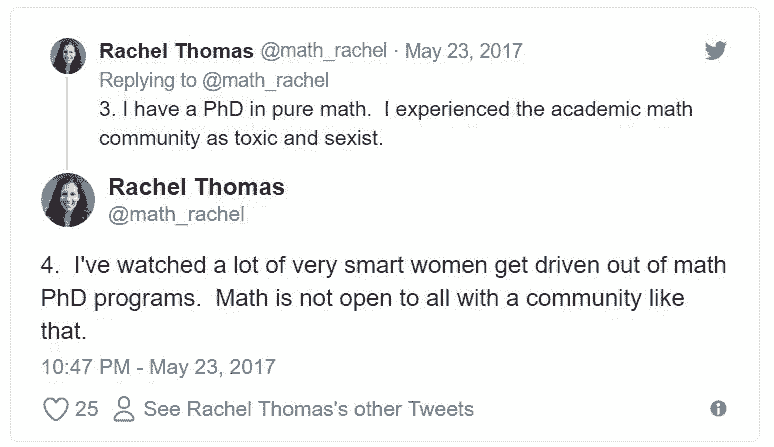 Rachel Thomas @math_rachel · May 23, 2017
Replying to @math_rachel
3. I have a PhD in pure math.  I experienced the academic math
community as toxic and sexist.
Rachel Thomas
@math_rachel
4.  I've watched a lot of very smart women get driven out of math
PhD programs.  Math is not open to all with a community like
that.
10:47 PM - May 23, 2017
25 See Rachel Thomas's other Tweets